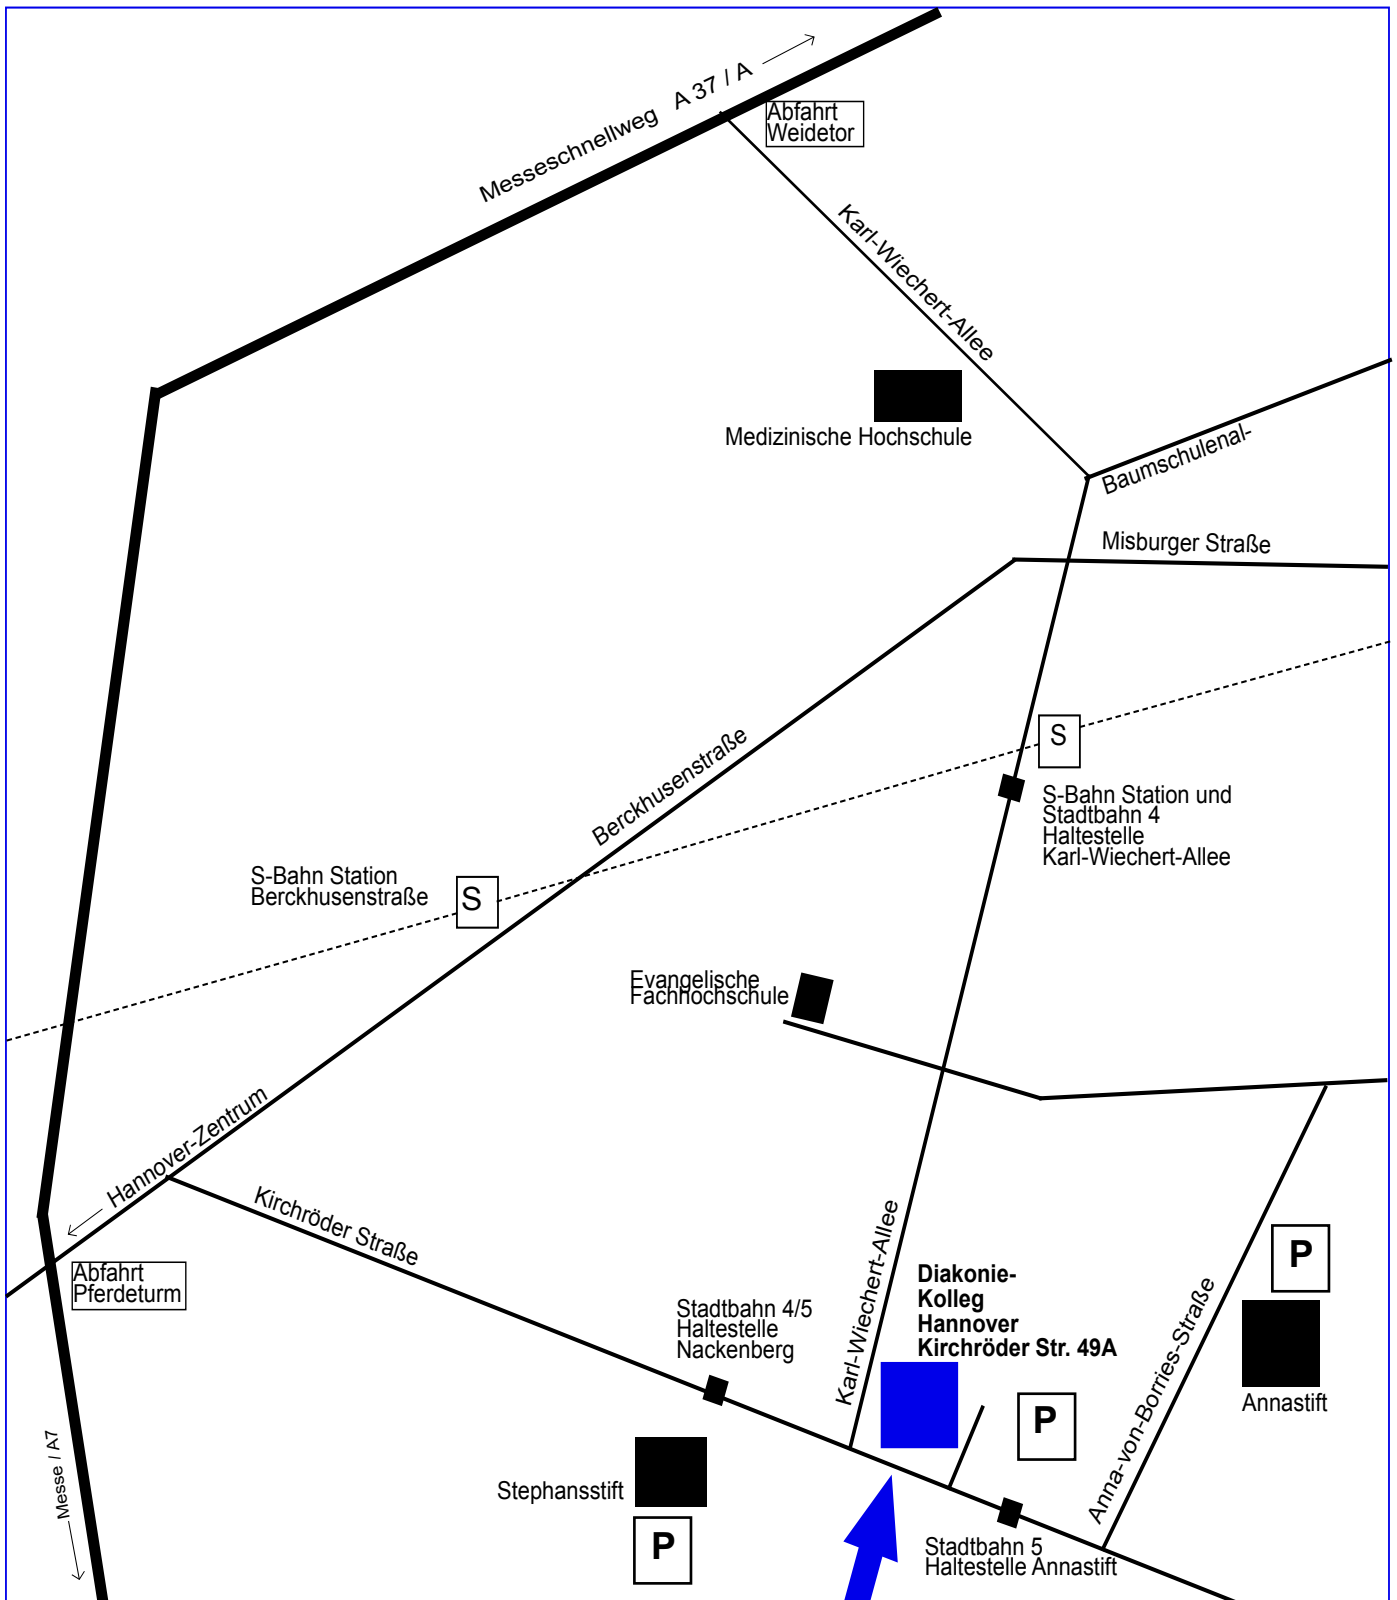 Messeschnellweg A 37 / A
Abfahrt
Weidetor
Karl-Wiechert-Allee
Medizinische Hochschule
Baumschulenal-
Misburger Straße
Berckhusenstraße
S
S-Bahn Station und
Stadtbahn 4
Haltestelle
Karl-Wiechert-Allee
S-Bahn Station
Berckhusenstraße
S
Evangelische
Fachhochschule
Hannover-Zentrum
Kirchröder Straße
Abfahrt
Pferdeturm
Stadtbahn 4/5
Haltestelle
Nackenberg
Karl-Wiechert-Allee
Diakonie-
Kolleg
Hannover
Kirchröder Str. 49A
P
Anna-von-Borries-Straße
P
Annastift
Messe / A7
Stephansstift
P
Stadtbahn 5
Haltestelle Annastift